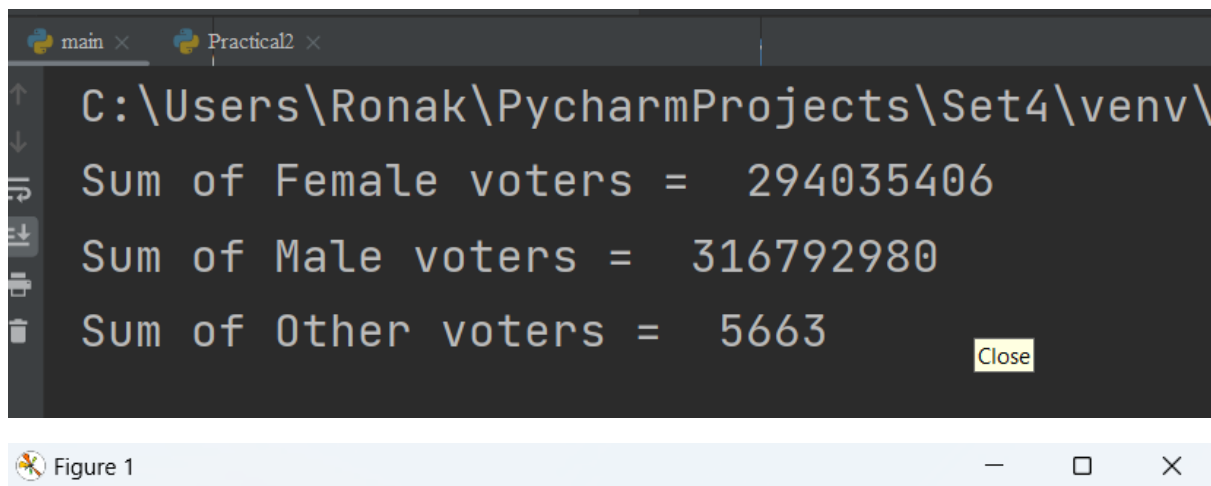 main Practical2
C:\Users\Ronak\PycharmProjects\Set4\venv\
Sum of Female voters =  294035406
Sum of Male voters =  316792980
Sum of Other voters =  5663
Close
Figure 1